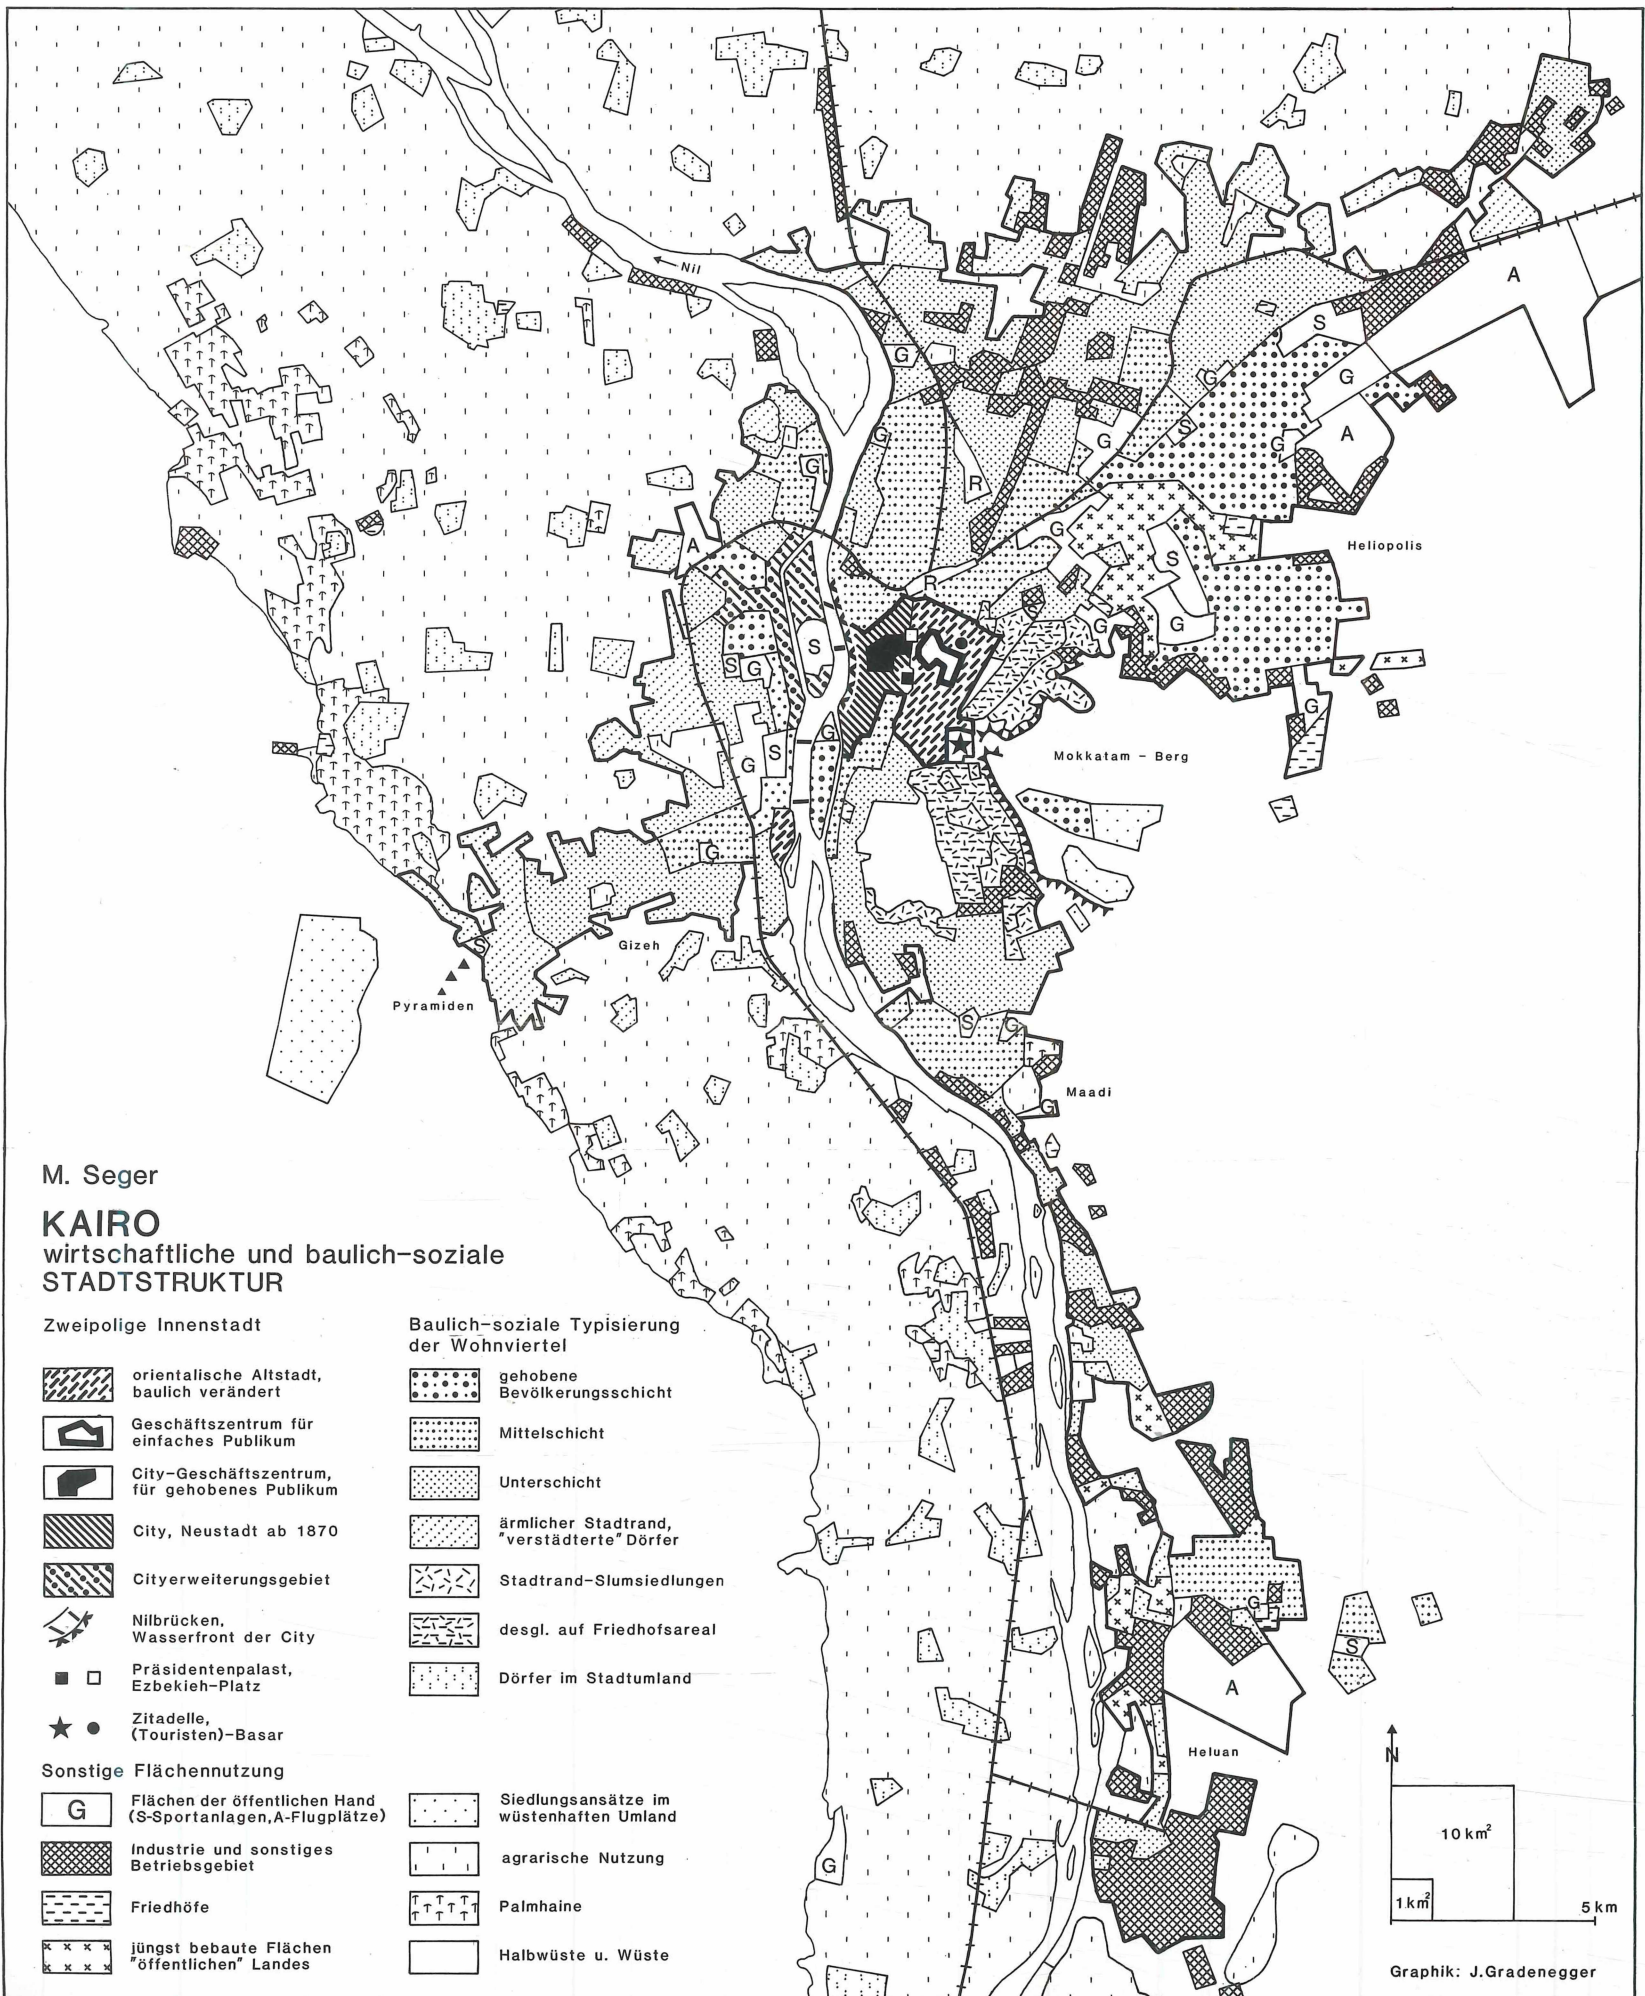 A
S
G
G
A
G
S
G
G
G
R
G
G
Nil
A
S
R
G
G
S
G
Heliopolis
S
S
G
G
G
S
G
Mokkatam – Berg
G
S
Gizeh
Pyramiden
S
G
Maadi
G
M. Seger
KAIRO
wirtschaftliche und baulich-soziale
STADTSTRUKTUR
Zweipolige Innenstadt
orientalische Altstadt,
baulich verändert
Geschäftszentrum für
einfaches Publikum
City-Geschäftszentrum,
für gehobenes Publikum
City, Neustadt ab 1870
Cityerweiterungsgebiet
Nilbrücken,
Wasserfront der City
Präsidentenpalast,
Ezbekieh-Platz
Zitadelle,
(Touristen)-Basar
Baulich-soziale Typisierung
der Wohnviertel
gehobene
Bevölkerungsschicht
Mittelschicht
Unterschicht
ärmlicher Stadtrand,
"verstädterte" Dörfer
Stadtrand-Slumsiedlungen
desgl. auf Friedhofsareal
Dörfer im Stadtumland
Sonstige Flächennutzung
G
Flächen der öffentlichen Hand
(S-Sportanlagen,A-Flugplätze)
Industrie und sonstiges
Betriebsgebiet
Friedhöfe
jüngst bebaute Flächen
"öffentlichen" Landes
Siedlungsansätze im
wüstenhaften Umland
agrarische Nutzung
Palmhaine
Halbwüste u. Wüste
G
S
A
Heluan
G
N
10 km²
1 km²
5 km
Graphik: J.Gradenegger